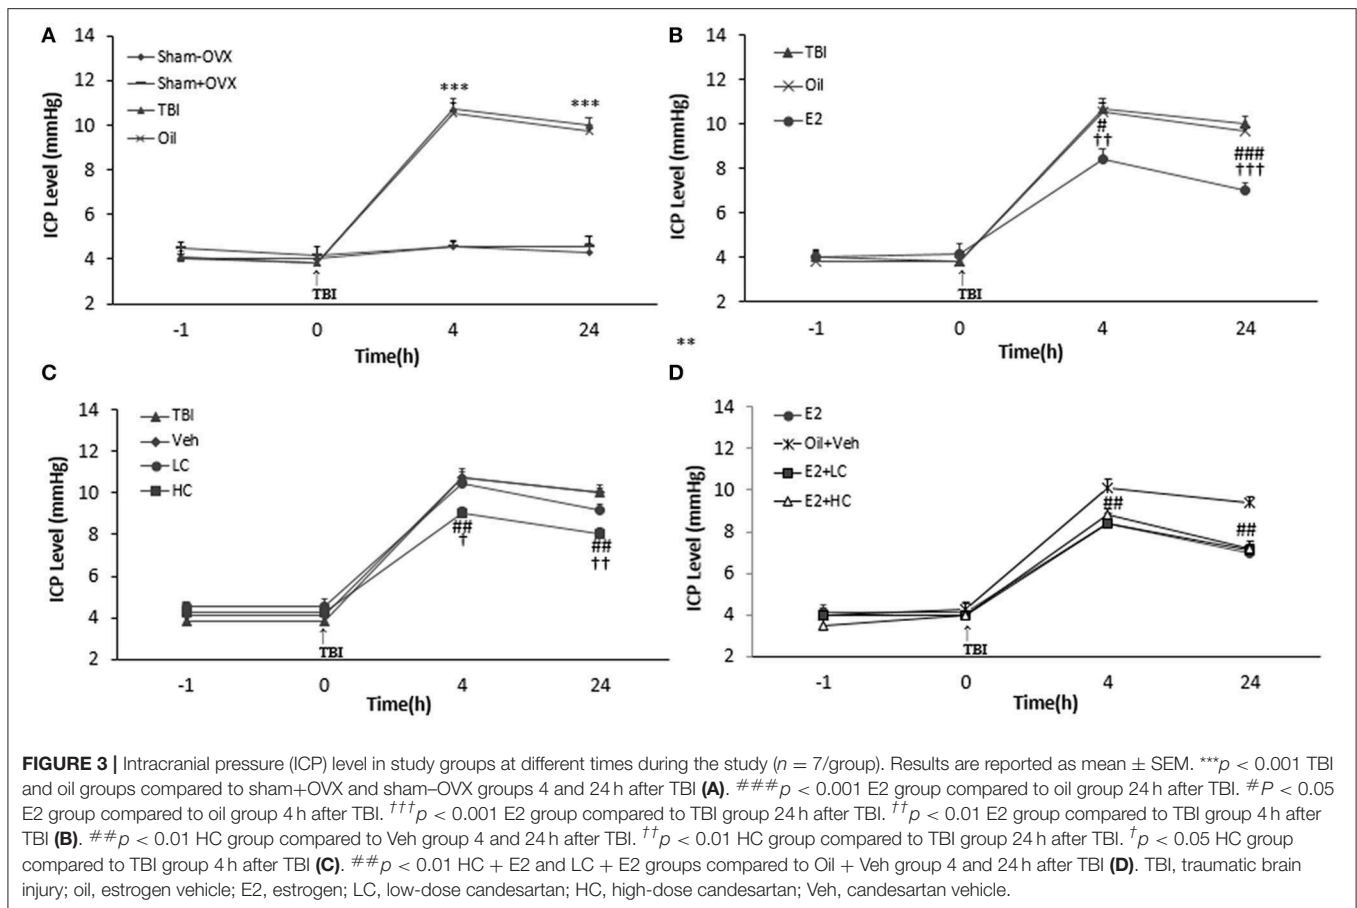 A
14
12
10
8
6
4
2
ICP Level (mmHg)
Sham-OVX
Sham+OVX
TBI
Oil
***
***
↑
TBI
-1 0 4 24
Time(h)
B
14
12
10
8
6
4
2
ICP Level (mmHg)
TBI
Oil
E2
#
††
###
†††
↑
TBI
-1 0 4 24
Time(h)
**
C
14
12
10
8
6
4
2
ICP Level (mmHg)
TBI
Veh
LC
HC
##
†
##
††
↑
TBI
-1 0 4 24
Time(h)
D
14
12
10
8
6
4
2
ICP Level (mmHg)
E2
Oil+Veh
E2+LC
E2+HC
##
##
↑
TBI
-1 0 4 24
Time(h)
FIGURE 3 | Intracranial pressure (ICP) level in study groups at different times during the study (n = 7/group). Results are reported as mean ± SEM. ***p < 0.001 TBI
and oil groups compared to sham+OVX and sham–OVX groups 4 and 24 h after TBI (A). ###p < 0.001 E2 group compared to oil group 24 h after TBI. #P < 0.05
E2 group compared to oil group 4 h after TBI. †††p < 0.001 E2 group compared to TBI group 24 h after TBI. ††p < 0.01 E2 group compared to TBI group 4 h after
TBI (B). ##p < 0.01 HC group compared to Veh group 4 and 24 h after TBI. ††p < 0.01 HC group compared to TBI group 24 h after TBI. †p < 0.05 HC group
compared to TBI group 4 h after TBI (C). ##p < 0.01 HC + E2 and LC + E2 groups compared to Oil + Veh group 4 and 24 h after TBI (D). TBI, traumatic brain
injury; oil, estrogen vehicle; E2, estrogen; LC, low-dose candesartan; HC, high-dose candesartan; Veh, candesartan vehicle.